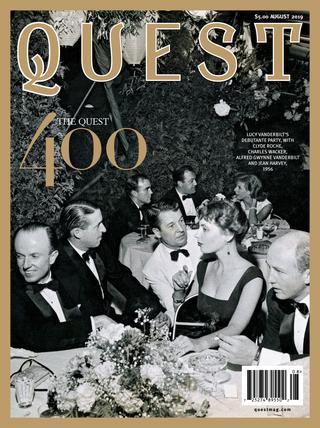 $5.00 AUGUST 2019
QUEST
THE QUEST
400
LUCY VANDERBILT'S
DEBUTANTE PARTY, WITH
CLYDE ROCHE,
CHARLES WACKER,
ALFRED GWYNNE VANDERBILT
AND JEAN HARVEY,
1956
08>
questmag.com